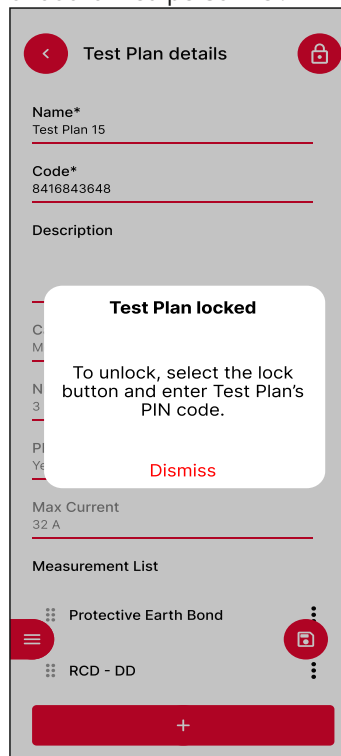 Test Plan details
Name*
Test Plan 15
Code*
8416843648
Description
Test Plan locked
To unlock, select the lock
button and enter Test Plan's
PIN code.
Dismiss
3
Max Current
32 A
Measurement List
Protective Earth Bond
RCD - DD
+